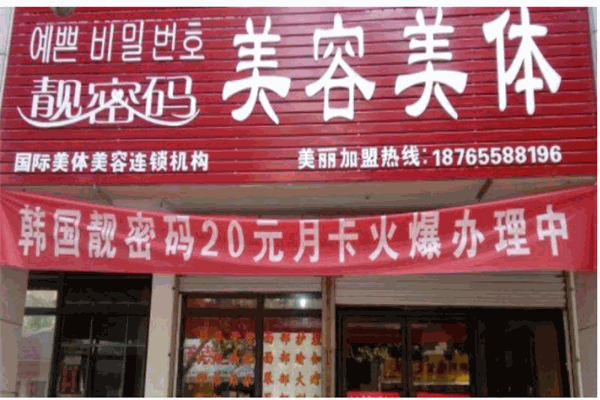 예쁜 비밀번호
靓密码
美容美体
国际美体美容连锁机构
美丽加盟热线：18765588196
韩国靓密码20元月卡火爆办理中